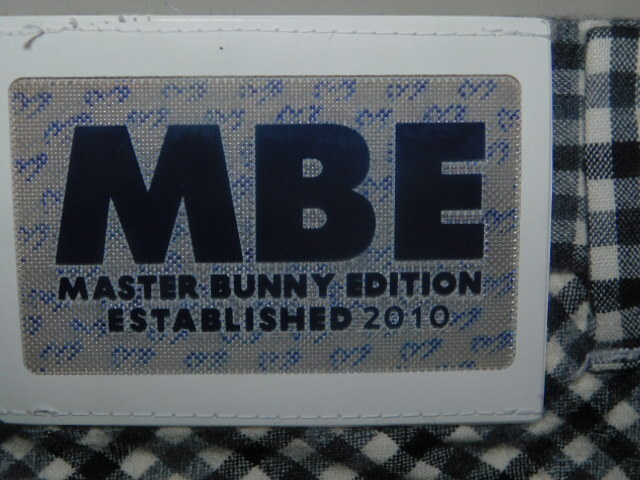 MBE
MASTER BUNNY EDITION
ESTABLISHED 2010